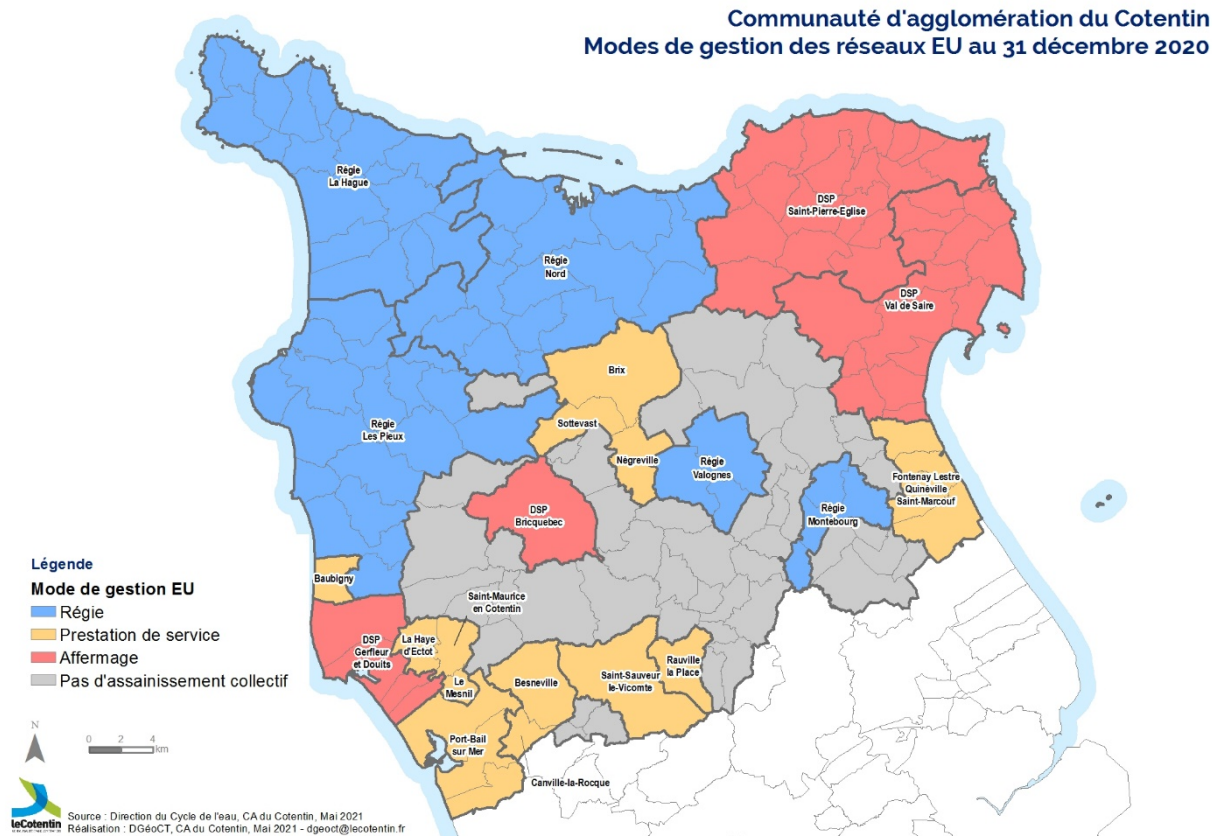 Communauté d'agglomération du Cotentin
Modes de gestion des réseaux EU au 31 décembre 2020
Régie
La Hague
DSP
Saint-Pierre-Eglise
Régie
Nord
DSP
Val de Saire
Brix
Régie
Les Pieux
Sottevast
Nègreville
Régie
Valognes
Fontenay Lestre
Quinéville
Saint-Marcouf
DSP
Bricquebec
Régie
Montebourg
Baubigny
Saint-Maurice
en Cotentin
DSP
Gerfleur
et Douits
La Haye
d'Ectot
Le
Mesnil
Besneville
Saint-Sauveur
le-Vicomte
Rauville
la Place
Port-Bail
sur Mer
Canville-la-Rocque
Légende
Mode de gestion EU
Régie
Prestation de service
Affermage
Pas d'assainissement collectif
N
0 2 4
km
leCotentin
Source : Direction du Cycle de l'eau, CA du Cotentin, Mai 2021
Réalisation : DGéoCT, CA du Cotentin, Mai 2021 - dgeoct@lecotentin.fr